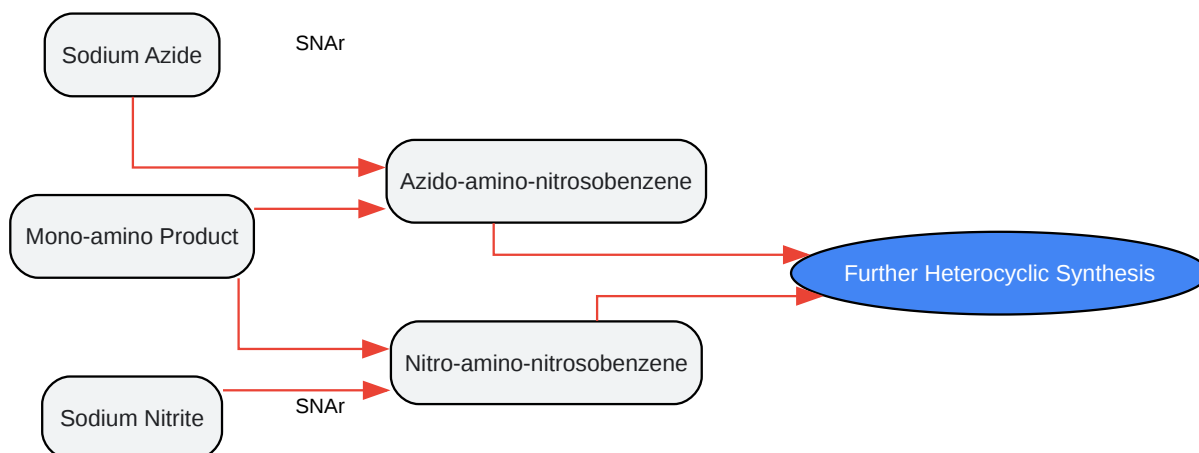 Sodium Azide
SNAr
Azido-amino-nitrosobenzene
Mono-amino Product
Further Heterocyclic Synthesis
Nitro-amino-nitrosobenzene
Sodium Nitrite
SNAr